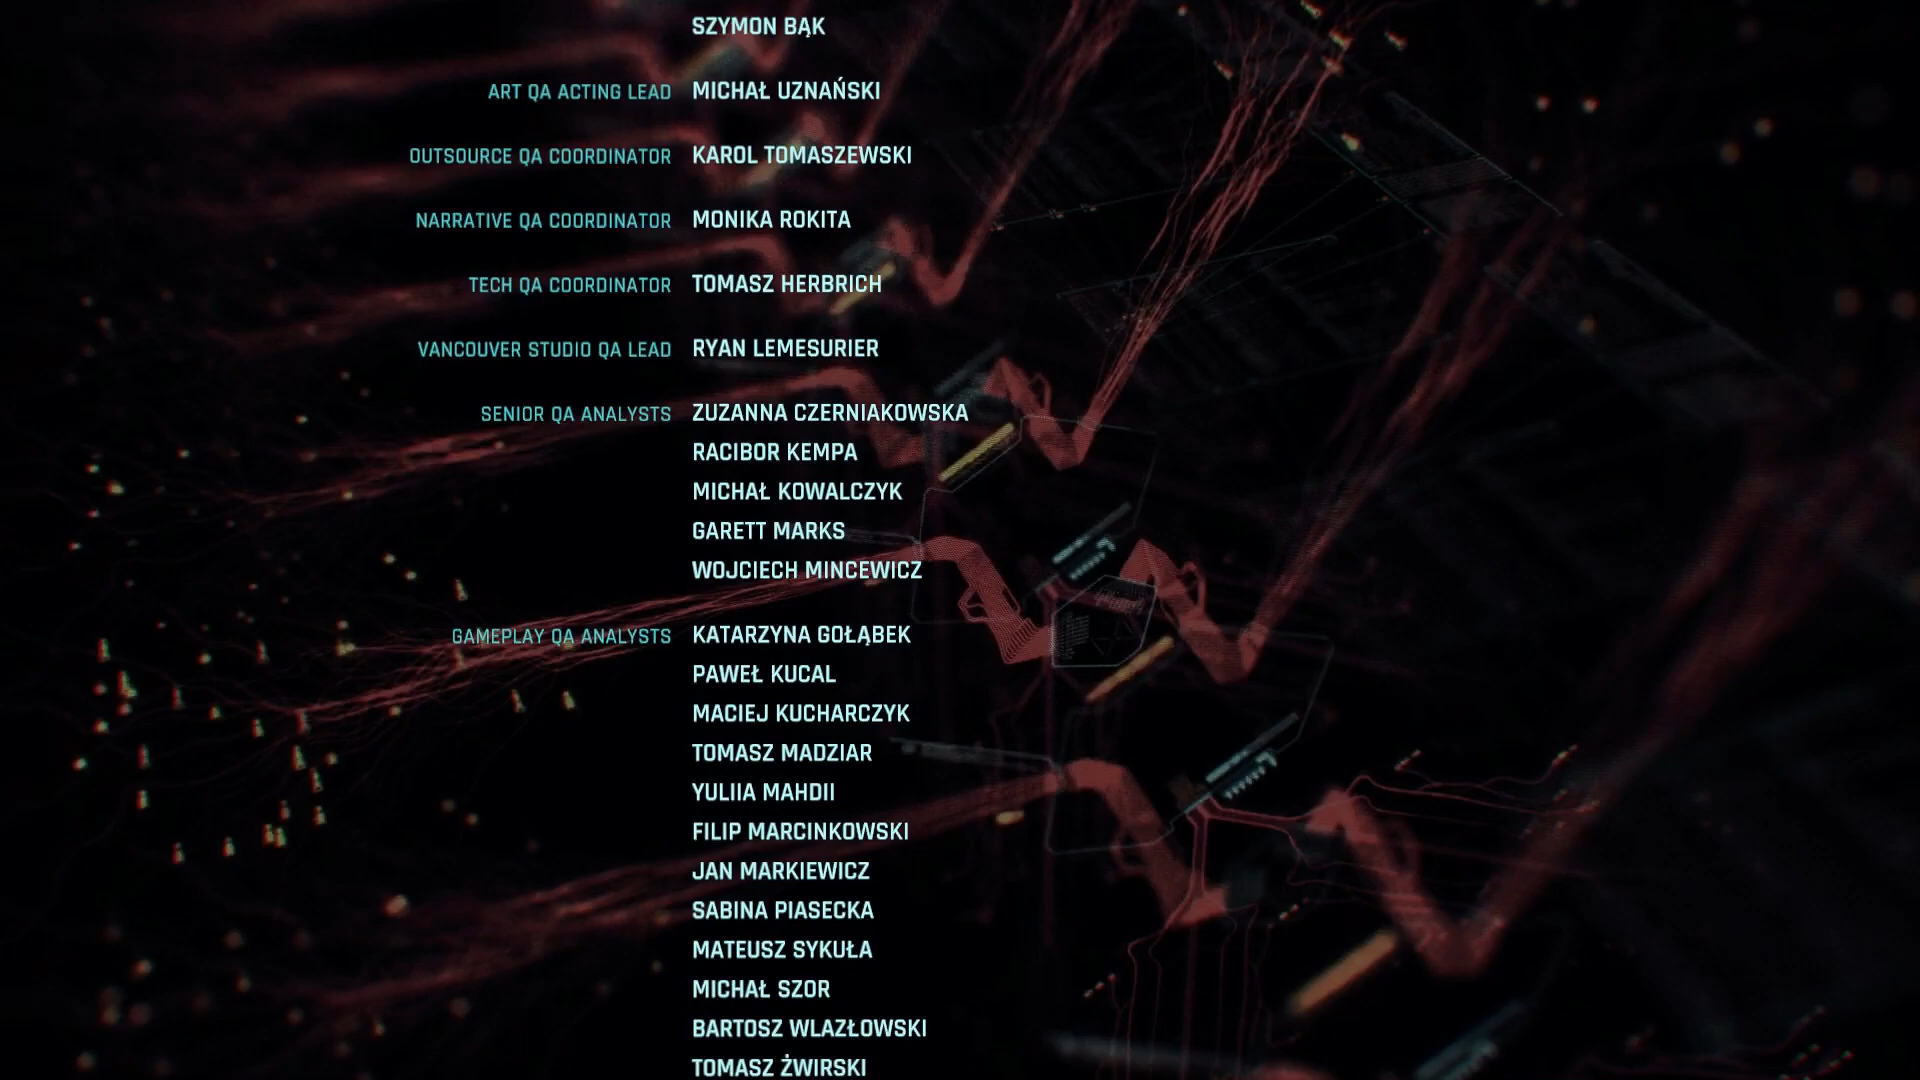 SZYMON BĄK
ART QA ACTING LEAD MICHAŁ UZNAŃSKI
OUTSOURCE QA COORDINATOR KAROL TOMASZEWSKI
NARRATIVE QA COORDINATOR MONIKA ROKITA
TECH QA COORDINATOR TOMASZ HERBRICH
VANCOUVER STUDIO QA LEAD RYAN LEMESURIER
SENIOR QA ANALYSTS ZUZANNA CZERNIAKOWSKA
RACIBOR KEMPA
MICHAŁ KOWALCZYK
GARETT MARKS
WOJCIECH MINCEWICZ
GAMEPLAY QA ANALYSTS KATARZYNA GOŁĄBEK
PAWEŁ KUCAL
MACIEJ KUCHARCZYK
TOMASZ MADZIAR
YULIIA MAHDII
FILIP MARCINKOWSKI
JAN MARKIEWICZ
SABINA PIASECKA
MATEUSZ SYKUŁA
MICHAŁ SZOR
BARTOSZ WLAZŁOWSKI
TOMASZ ŻWIRSKI